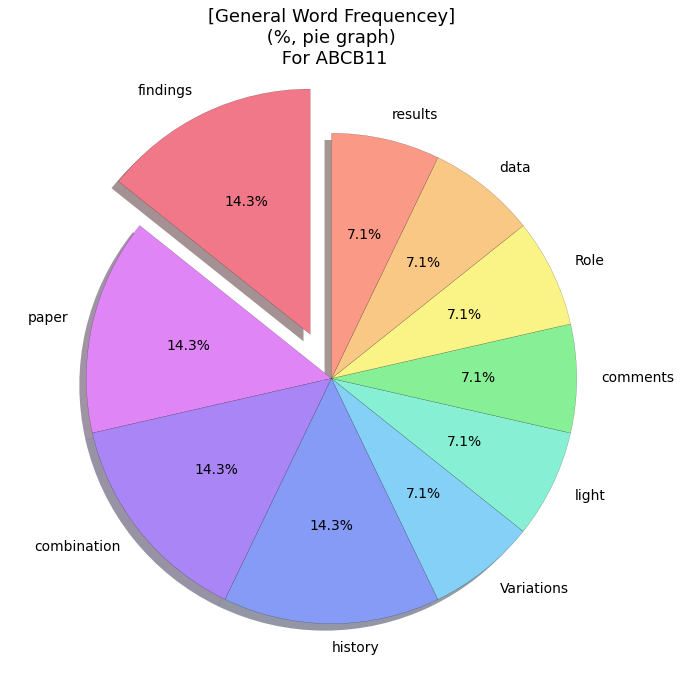 [General Word Frequencey]
(%, pie graph)
For ABCB11
findings
results
data
Role
comments
light
Variations
history
combination
paper
14.3%
7.1%
7.1%
7.1%
7.1%
7.1%
7.1%
14.3%
14.3%
14.3%